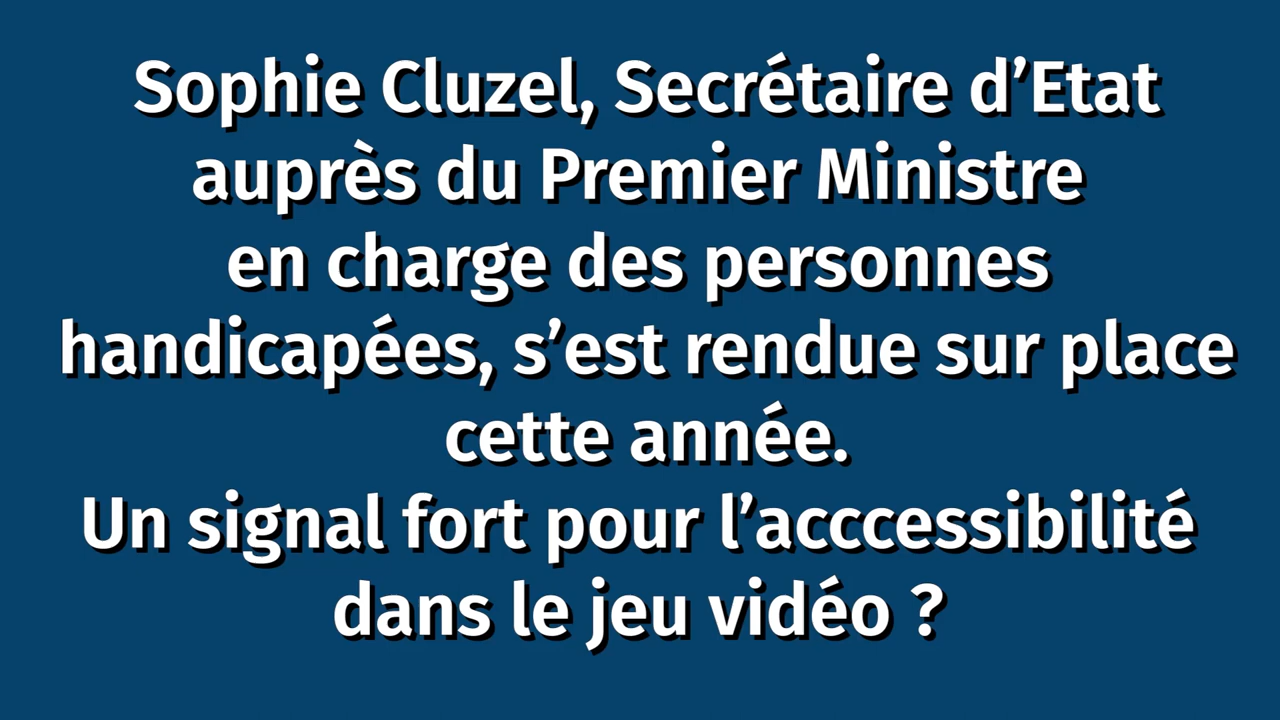 Sophie Cluzel, Secrétaire d’Etat
auprès du Premier Ministre
en charge des personnes
handicapées, s’est rendue sur place
cette année.
Un signal fort pour l’acccessibilité
dans le jeu vidéo ?